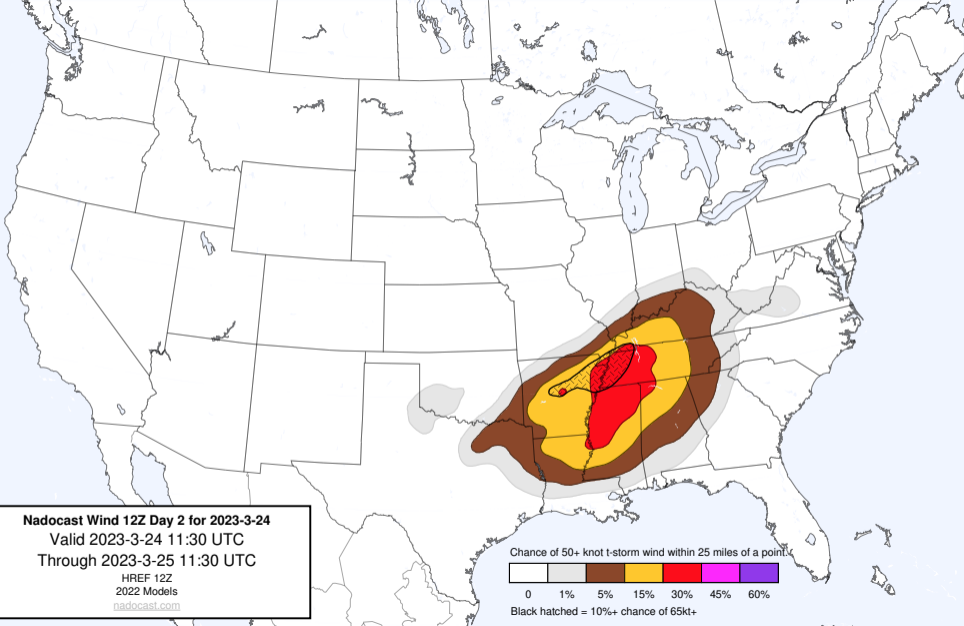 Nadocast Wind 12Z Day 2 for 2023-3-24
Valid 2023-3-24 11:30 UTC
Through 2023-3-25 11:30 UTC
HREF 12Z
2022 Models
nadocast.com
Chance of 50+ knot t-storm wind within 25 miles of a point.
0 1% 5% 15% 30% 45% 60%
Black hatched = 10%+ chance of 65kt+